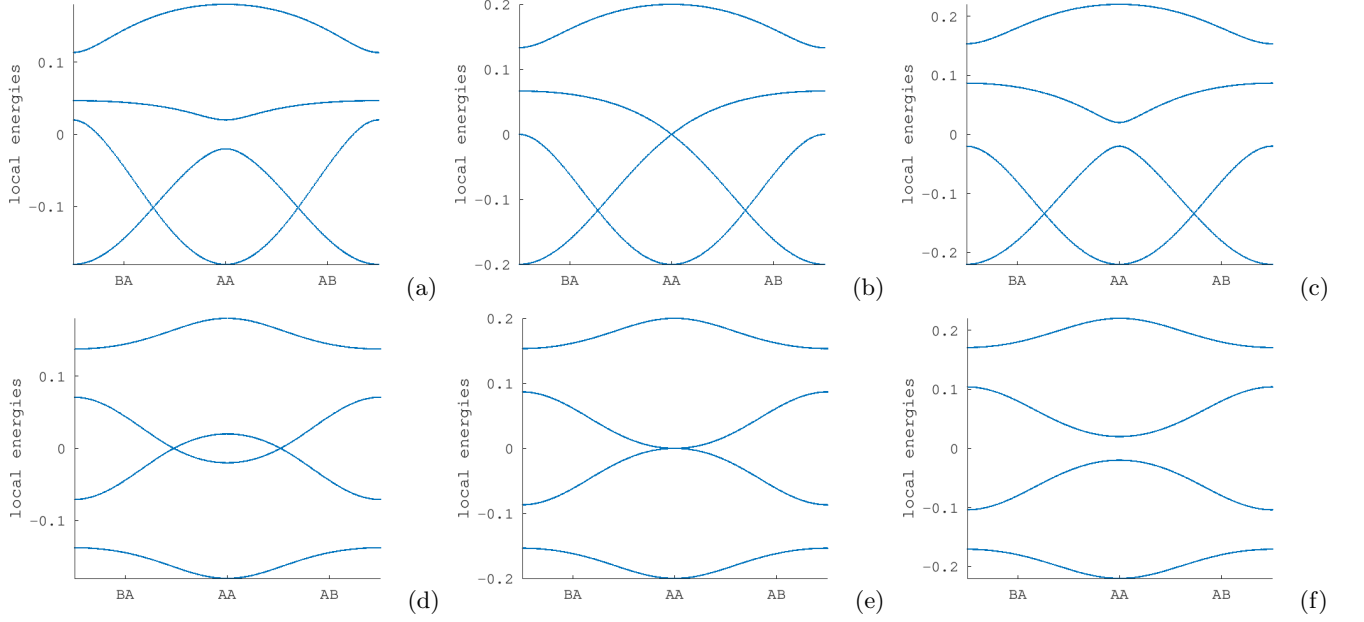 local energies
0.1
0
−0.1
BA AA AB
(a)
local energies
0.2
0.1
0
−0.1
−0.2
BA AA AB
(b)
local energies
0.2
0.1
0
−0.1
−0.2
BA AA AB
(c)
local energies
0.1
0
−0.1
BA AA AB
(d)
local energies
0.2
0.1
0
−0.1
−0.2
BA AA AB
(e)
local energies
0.2
0.1
0
−0.1
−0.2
BA AA AB
(f)